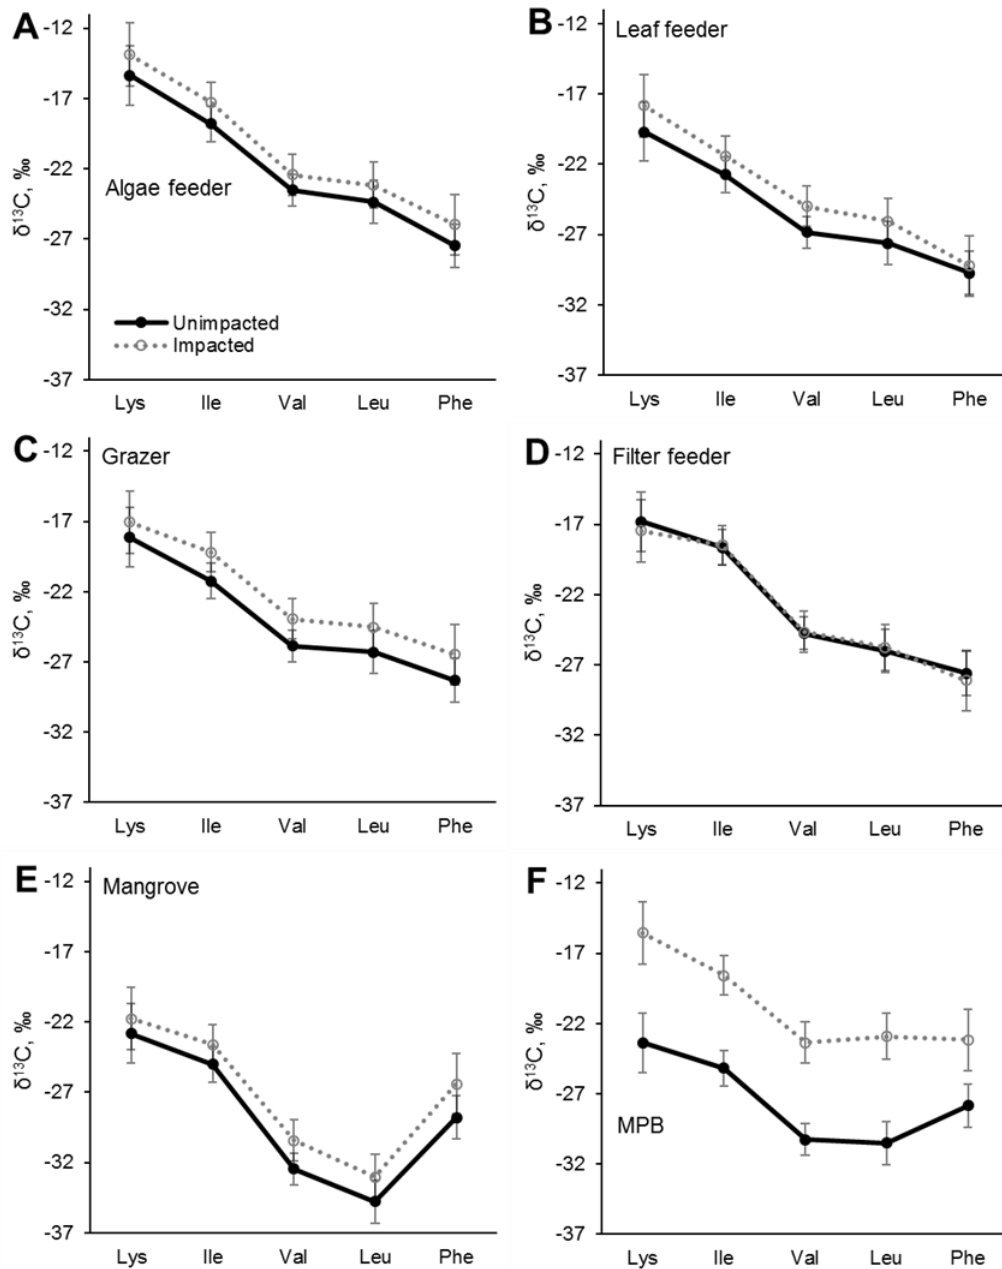 A
-12
-17
-22
-27
-32
-37
δ¹³C, ‰
Algae feeder
Unimpacted
Impacted
Lys Ile Val Leu Phe
B
-12
-17
-22
-27
-32
-37
δ¹³C, ‰
Leaf feeder
Lys Ile Val Leu Phe
C
-12
-17
-22
-27
-32
-37
δ¹³C, ‰
Grazer
Lys Ile Val Leu Phe
D
-12
-17
-22
-27
-32
-37
δ¹³C, ‰
Filter feeder
Lys Ile Val Leu Phe
E
-12
-17
-22
-27
-32
-37
δ¹³C, ‰
Mangrove
Lys Ile Val Leu Phe
F
-12
-17
-22
-27
-32
-37
δ¹³C, ‰
MPB
Lys Ile Val Leu Phe